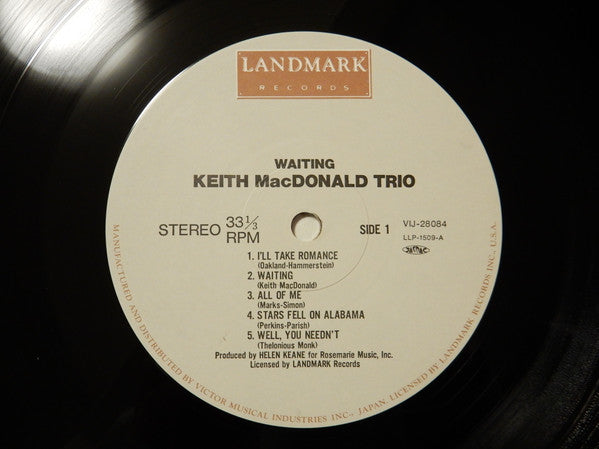 LANDMARK
RECORDS
WAITING
KEITH MacDONALD TRIO
STEREO 33 1/3 RPM
SIDE 1
VIJ-28084
LLP-1509-A
JASRAC
1. I'LL TAKE ROMANCE
(Oakland-Hammerstein)
2. WAITING
(Keith MacDonald)
3. ALL OF ME
(Marks-Simon)
4. STARS FELL ON ALABAMA
(Perkins-Parish)
5. WELL, YOU NEEDN'T
(Thelonious Monk)
Produced by HELEN KEANE for Rosemarie Music, Inc.
Licensed by LANDMARK Records
MANUFACTURED AND DISTRIBUTED BY VICTOR MUSICAL INDUSTRIES INC., JAPAN. LICENSED BY LANDMARK RECORDS INC. U.S.A.